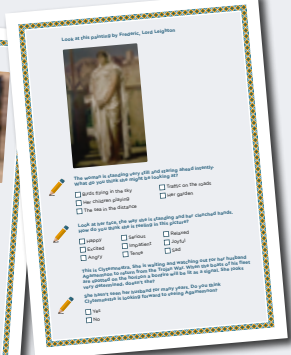 Look at this painting by Frederic, Lord Leighton
The woman is standing very still and staring ahead intently.
What do you think she might be looking at?
Birds flying in the sky
Traffic on the roads
Her children playing
Her garden
The sea in the distance
Look at her face, the way she is standing and her clenched hands.
How do you think she is feeling in this picture?
Happy
Serious
Relaxed
Excited
Impatient
Joyful
Angry
Tense
Sad
This is Clytemnestra. She is waiting and watching out for her husband
Agamemnon to return from the Trojan War. When the boats of his fleet
are spotted on the horizon a bonfire will be lit as a signal. She looks
very determined, doesn't she?
She hasn't seen her husband for many years. Do you think
Clytemnestra is looking forward to seeing Agamemnon?
Yes
No